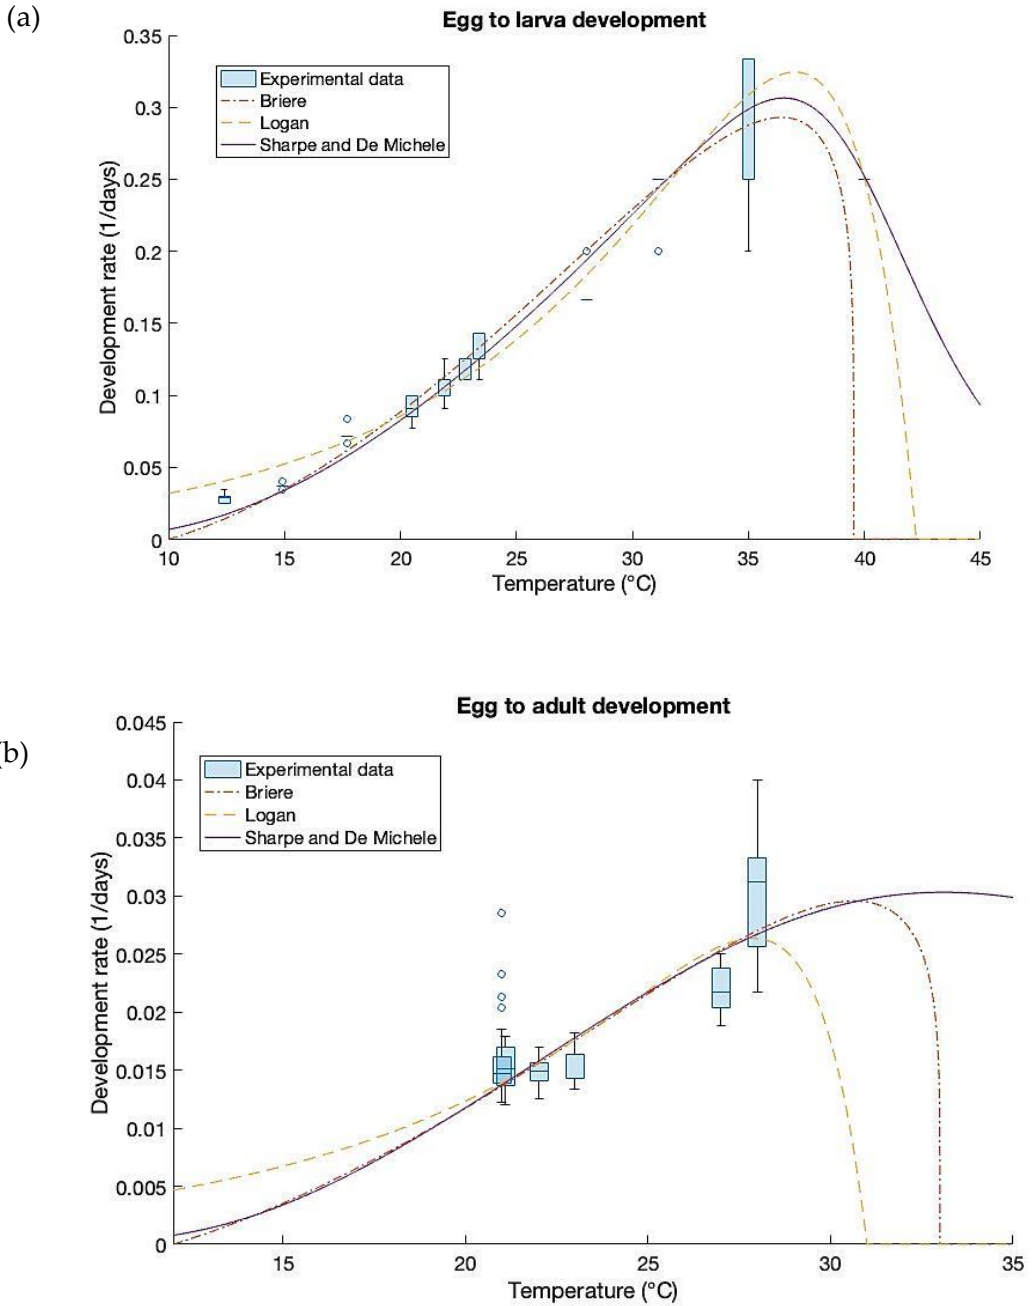 (a)
Egg to larva development
0.35
0.3
0.25
0.2
0.15
0.1
0.05
0
Development rate (1/days)
Experimental data
Briere
Logan
Sharpe and De Michele
10 15 20 25 30 35 40 45
Temperature (°C)
(b)
Egg to adult development
0.045
0.04
0.035
0.03
0.025
0.02
0.015
0.01
0.005
0
Development rate (1/days)
Experimental data
Briere
Logan
Sharpe and De Michele
15 20 25 30 35
Temperature (°C)